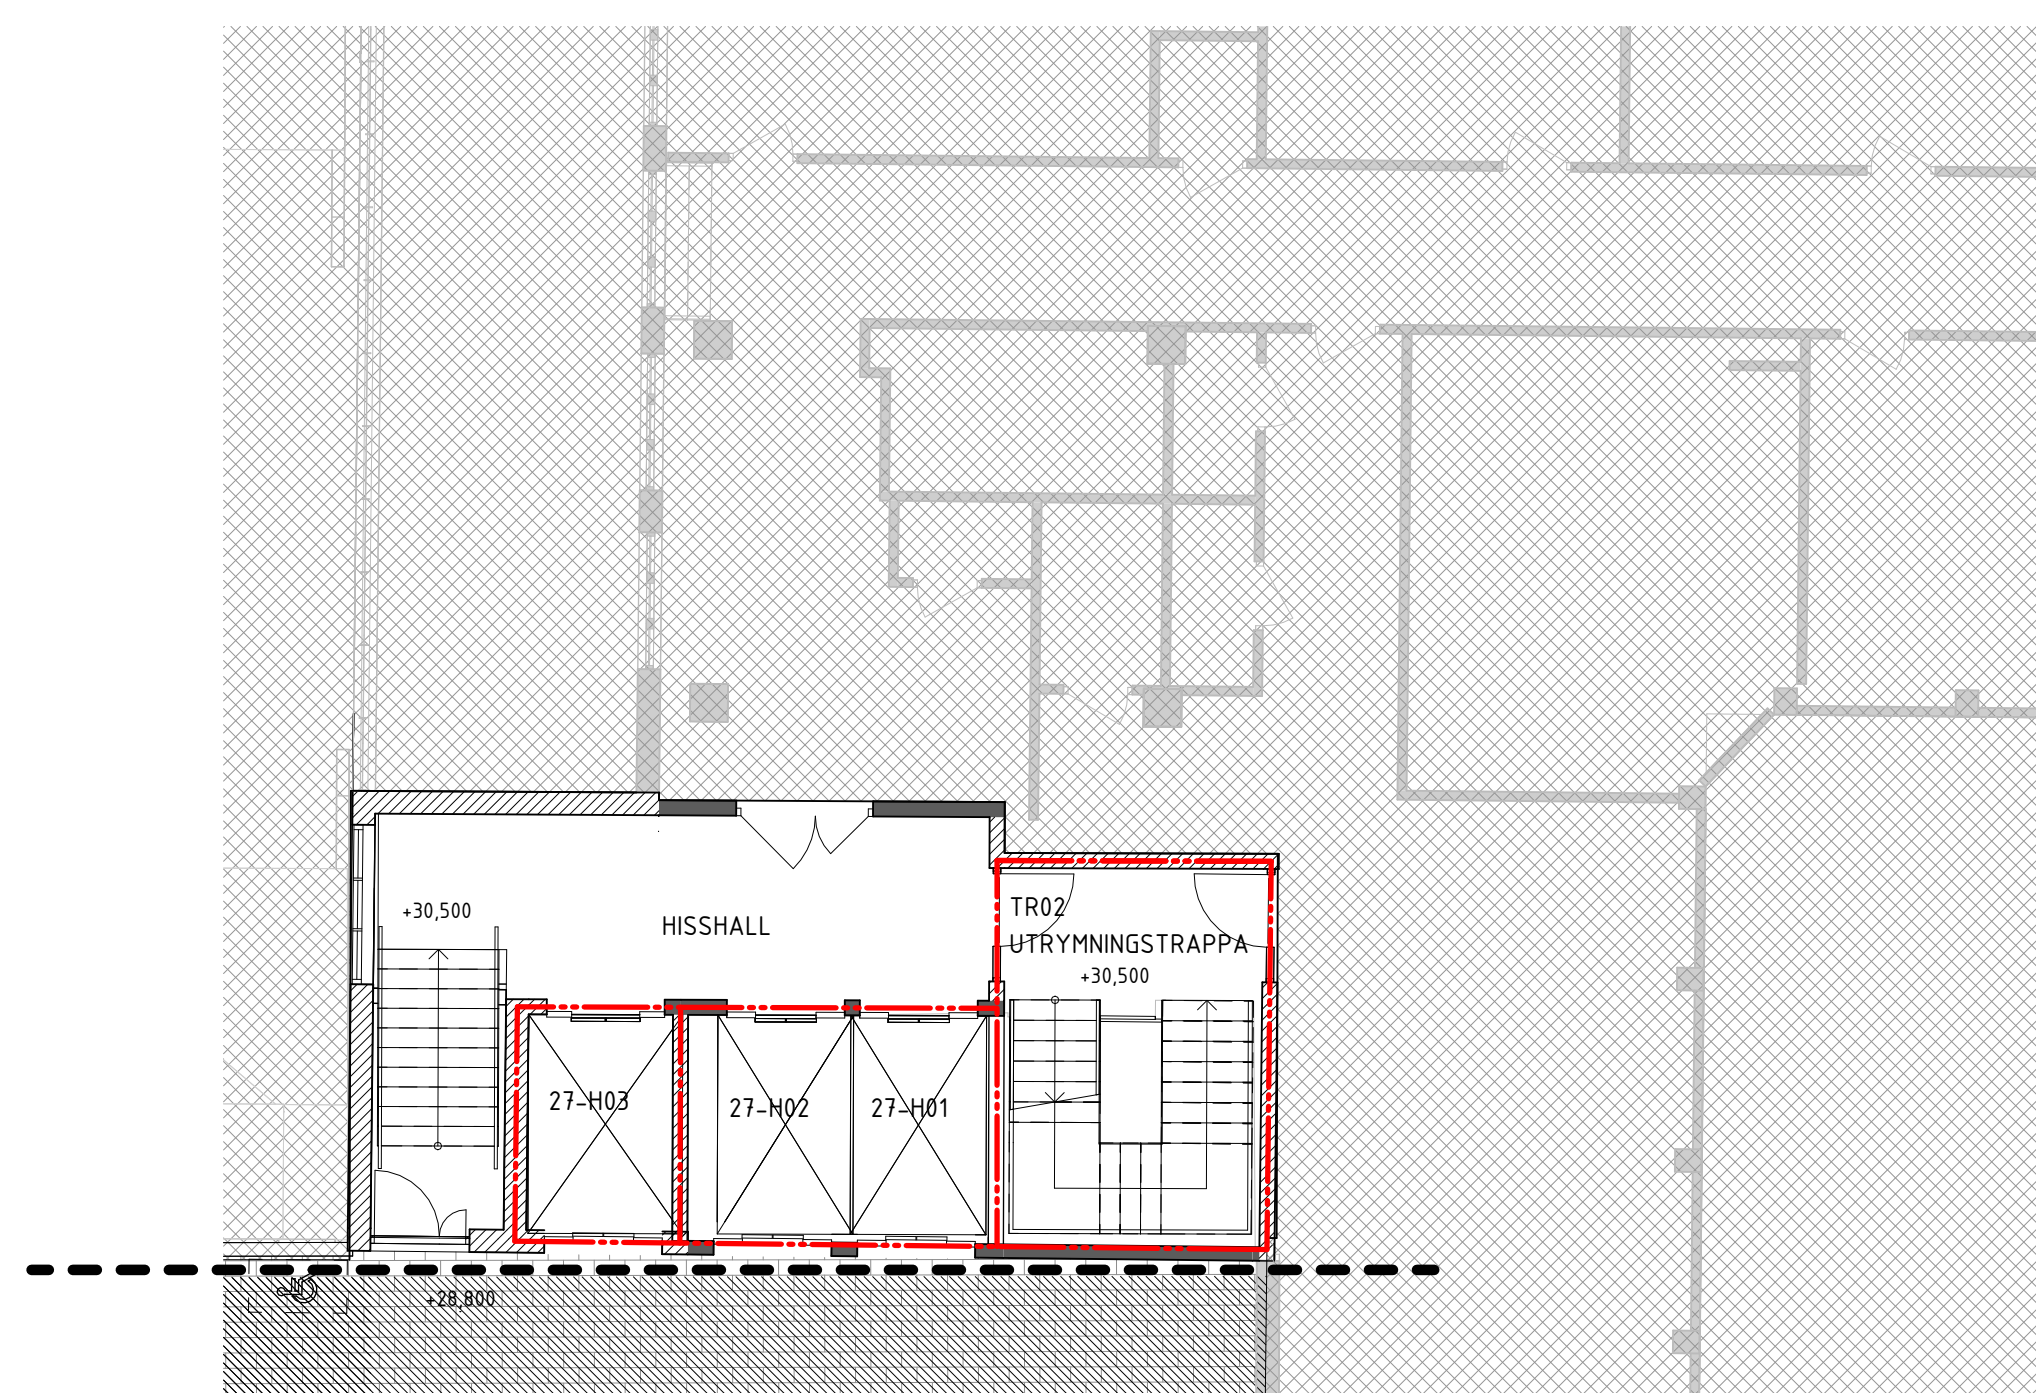 +30,500
HISSHALL
TR02
UTRYMNINGSTRAPPA
+30,500
27-H03
27-H02
27-H01
+28,800